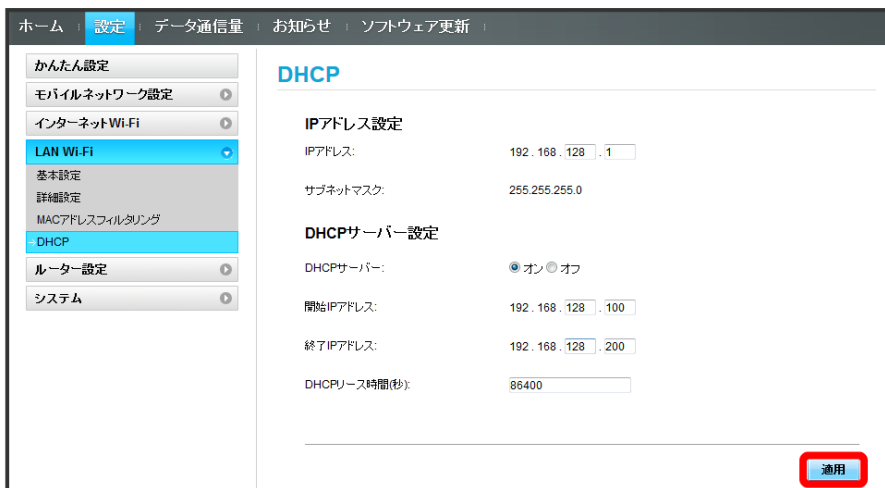 ホーム 設定 データ通信量 お知らせ ソフトウェア更新
かんたん設定
モバイルネットワーク設定
インターネットWi-Fi
LAN Wi-Fi
基本設定
詳細設定
MACアドレスフィルタリング
DHCP
ルーター設定
システム
DHCP
IPアドレス設定
IPアドレス: 192 . 168 . 128 . 1
サブネットマスク: 255.255.255.0
DHCPサーバー設定
DHCPサーバー: オン オフ
開始IPアドレス: 192 . 168 . 128 . 100
終了IPアドレス: 192 . 168 . 128 . 200
DHCPリース時間(秒): 86400
適用